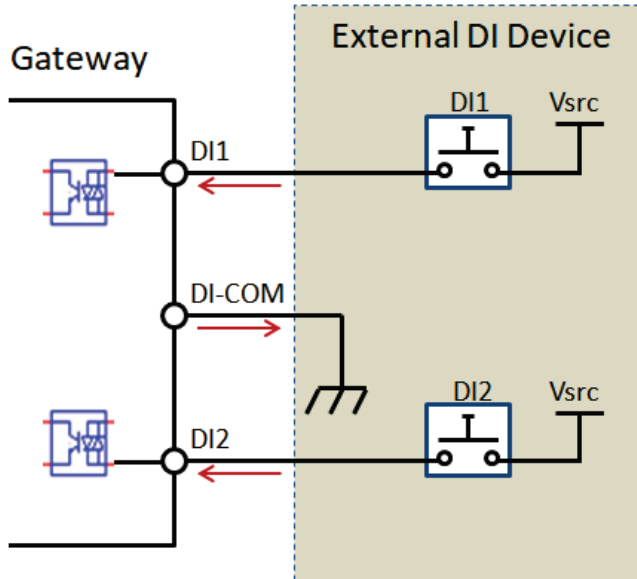 External DI Device
Gateway
DI1
Vsrc
DI1
DI-COM
DI2
Vsrc
DI2